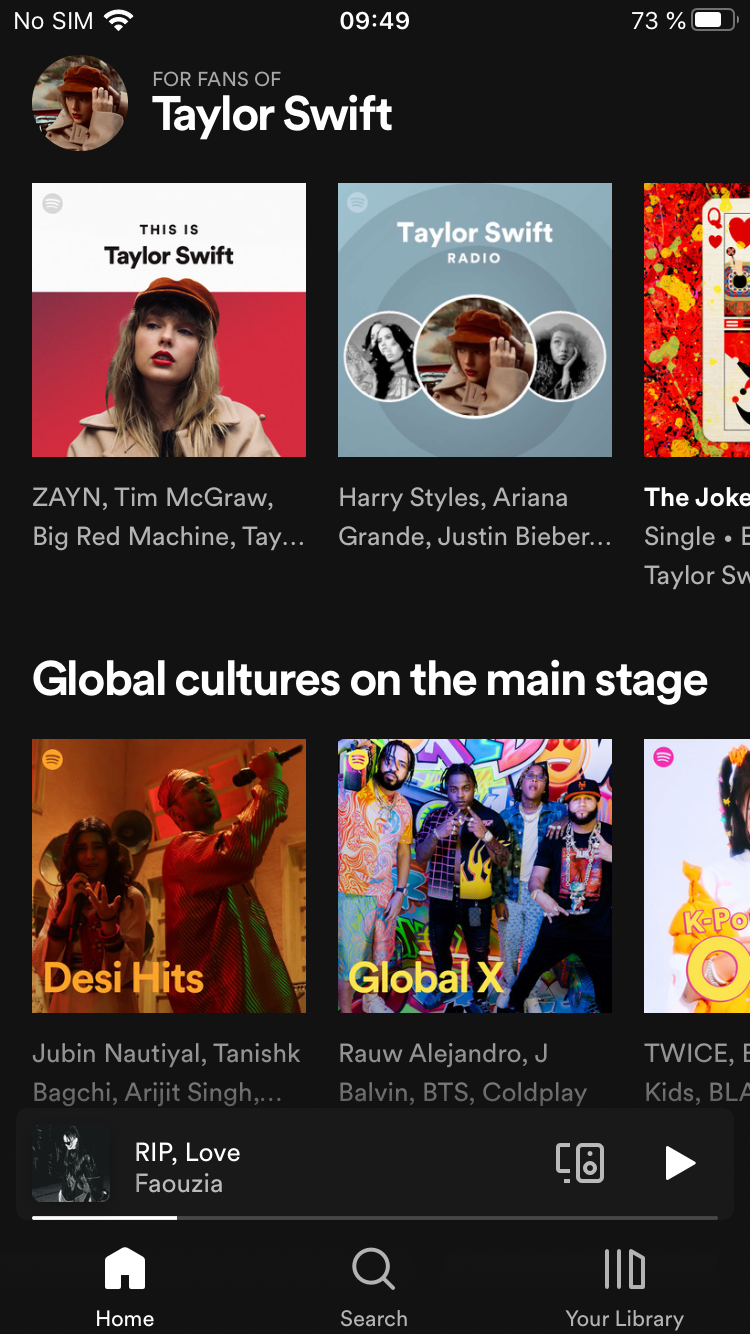 No SIM 09:49 73 %
FOR FANS OF
Taylor Swift
THIS IS
Taylor Swift
Taylor Swift
RADIO
Q
ZAYN, Tim McGraw,
Big Red Machine, Tay...
Harry Styles, Ariana
Grande, Justin Bieber...
The Joke
Single •
Taylor Sw
Global cultures on the main stage
Desi Hits
Global X
K-Po
O
Jubin Nautiyal, Tanishk
Bagchi, Arijit Singh,...
Rauw Alejandro, J
Balvin, BTS, Coldplay
TWICE,
Kids, BLA
RIP, Love
Faouzia
Home
Search
Your Library